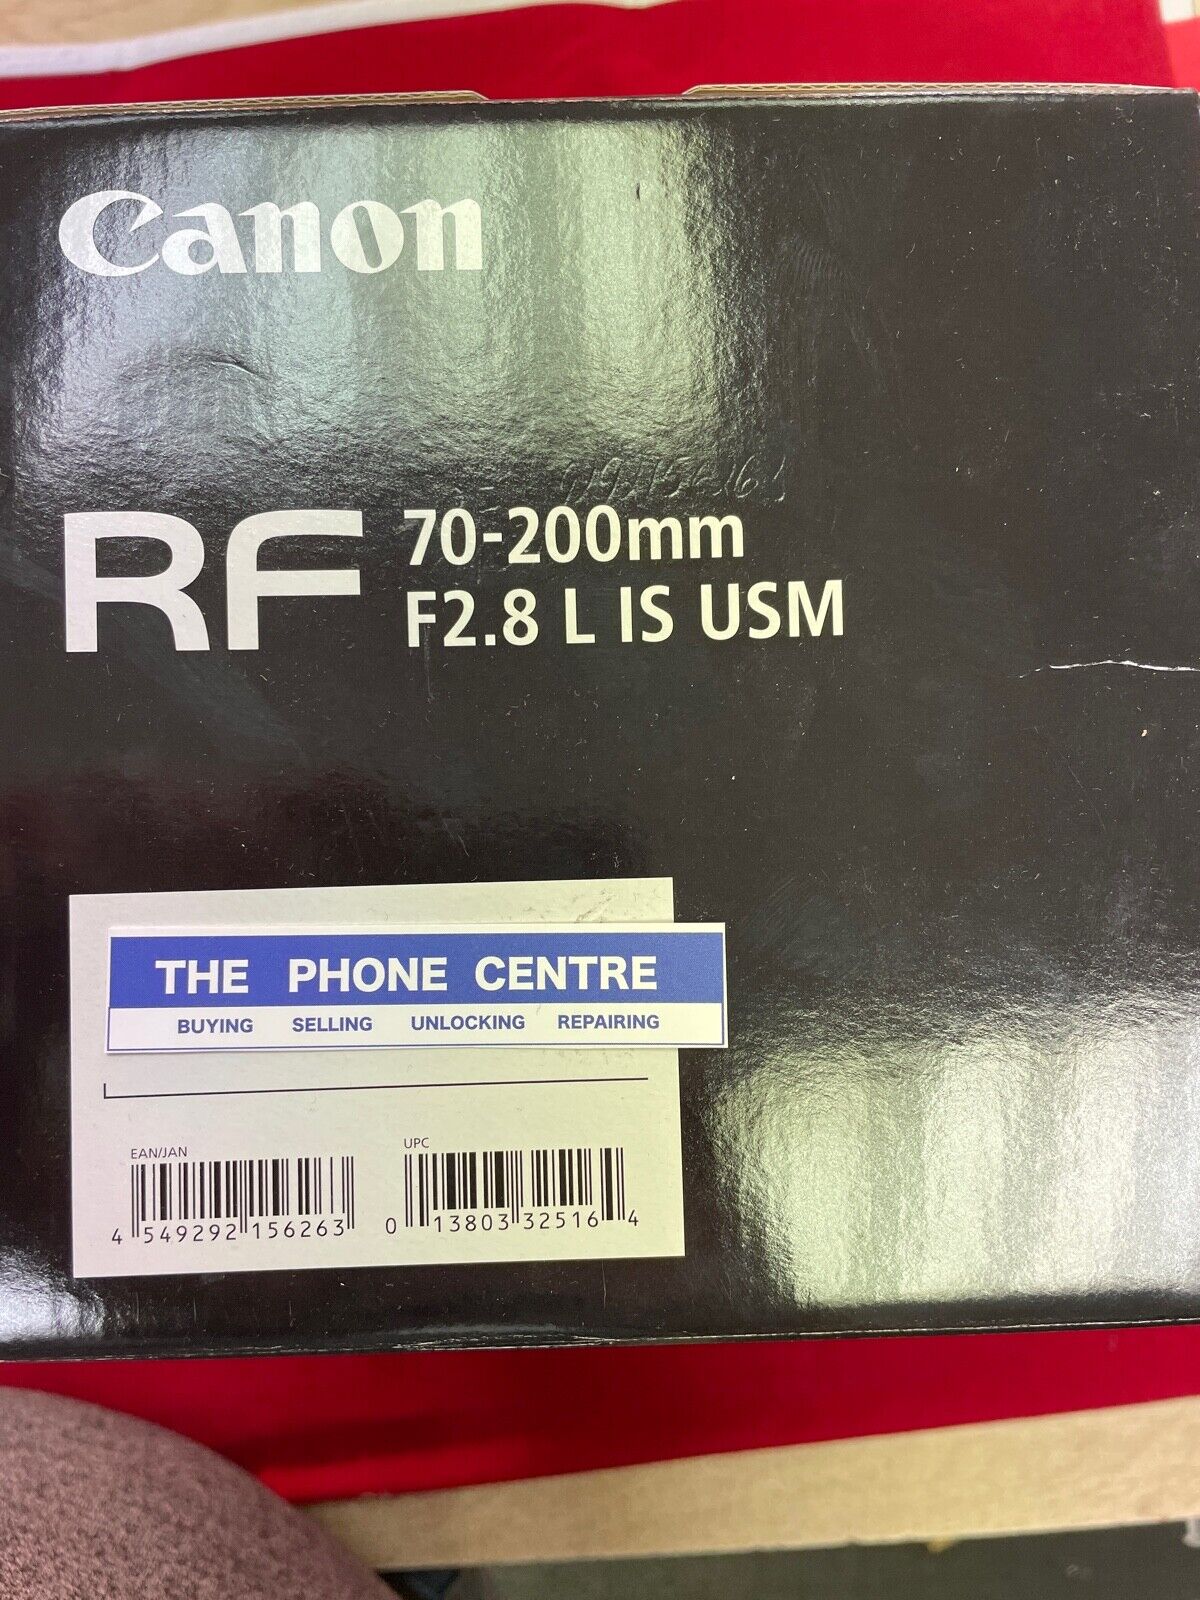 Canon
RF 70-200mm
F2.8 L IS USM
THE PHONE CENTRE
BUYING SELLING UNLOCKING REPAIRING
EAN/JAN
4 549292 156263
UPC
0 13803 32516 4